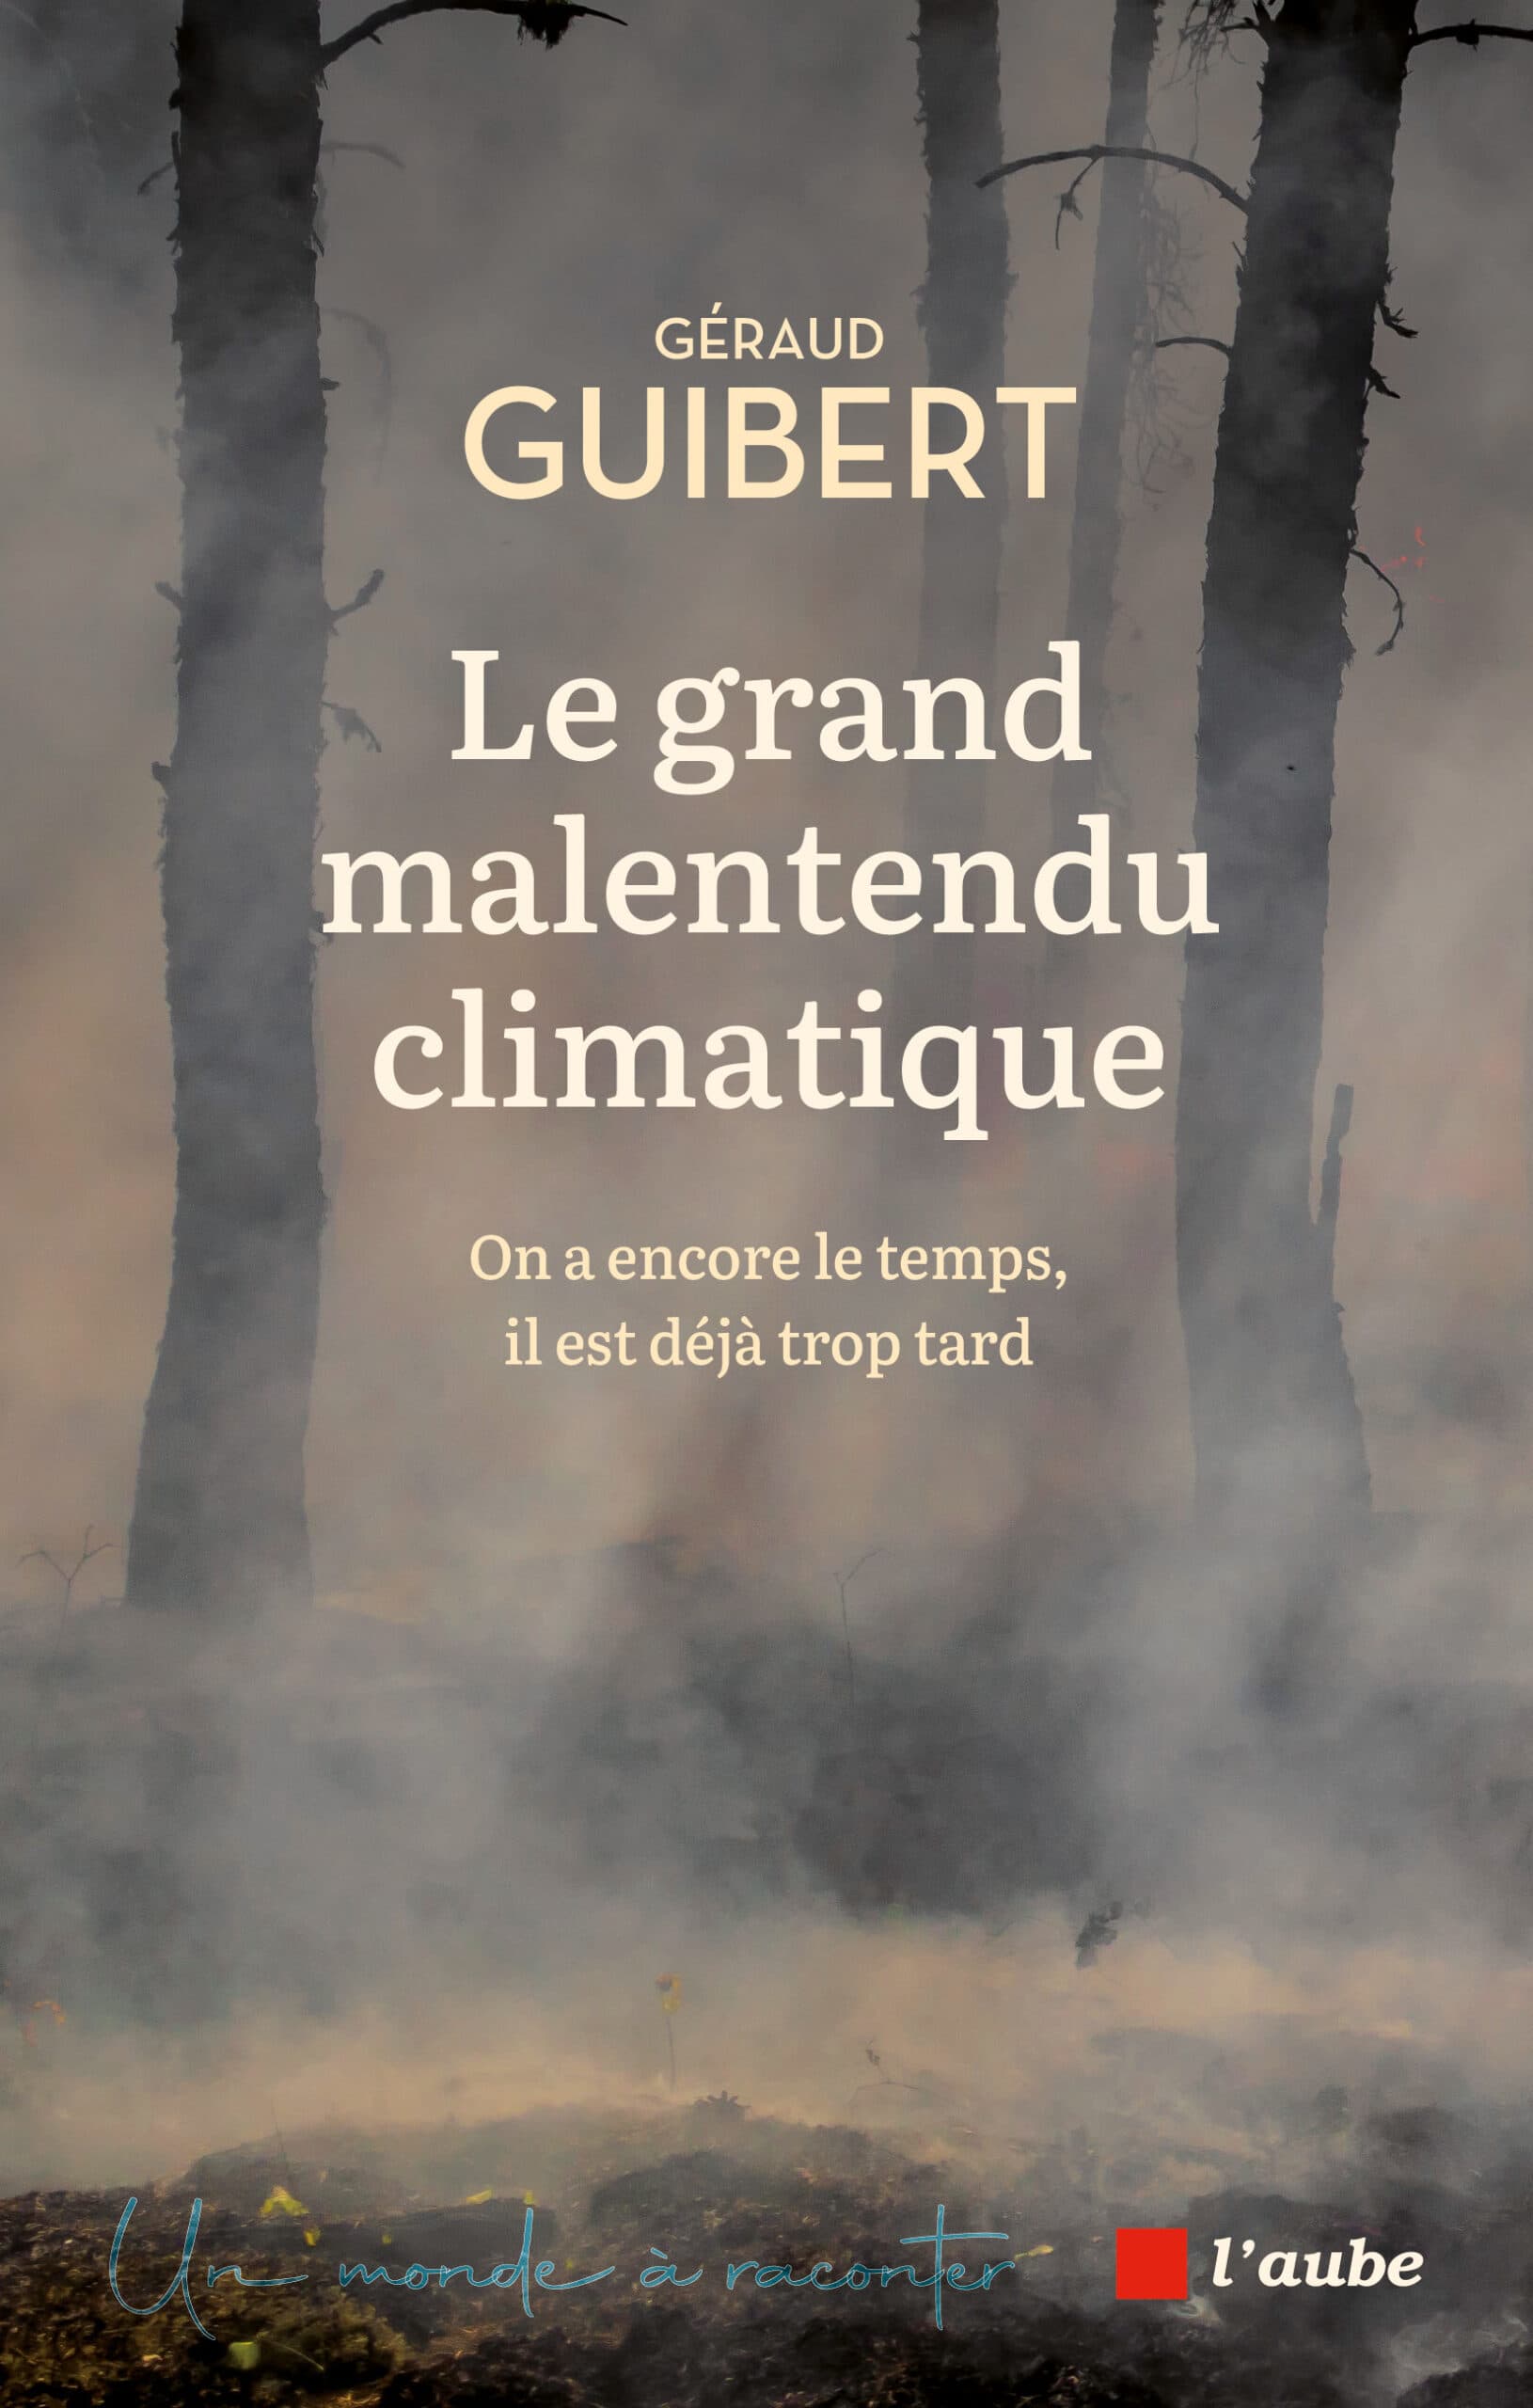 GÉRAUD
GUIBERT
Le grand
malentendu
climatique
On a encore le temps,
il est déjà trop tard
Un monde à raconter
l'aube